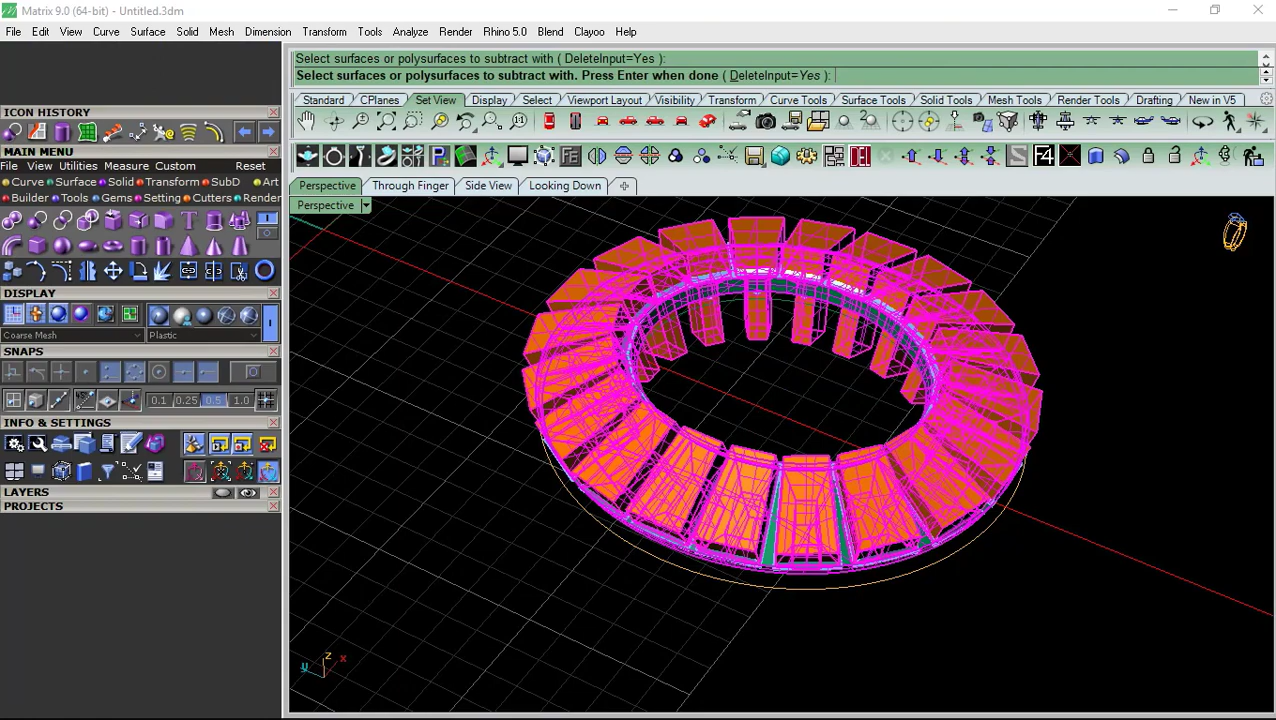 Matrix 9.0 (64-bit) - Untitled.3dm
File Edit View Curve Surface Solid Mesh Dimension Transform Tools Analyze Render Rhino 5.0 Blend Clayoo Help
Select surfaces or polysurfaces to subtract with ( DeleteInput=Yes ):
Select surfaces or polysurfaces to subtract with. Press Enter when done ( DeleteInput=Yes ):
Standard CPlanes Set View Display Select Viewport Layout Visibility Transform Curve Tools Surface Tools Solid Tools Mesh Tools Render Tools Drafting New in V5
ICON HISTORY
MAIN MENU
File View Utilities Measure Custom Reset
Curve Surface Solid Transform SubD Art
Builder Tools Gems Setting Cutters Render
DISPLAY
Coarse Mesh Plastic
SNAPS
0.1 0.25 0.5 1.0
INFO & SETTINGS
LAYERS
PROJECTS
F4
Perspective Through Finger Side View Looking Down
Perspective
z
y x